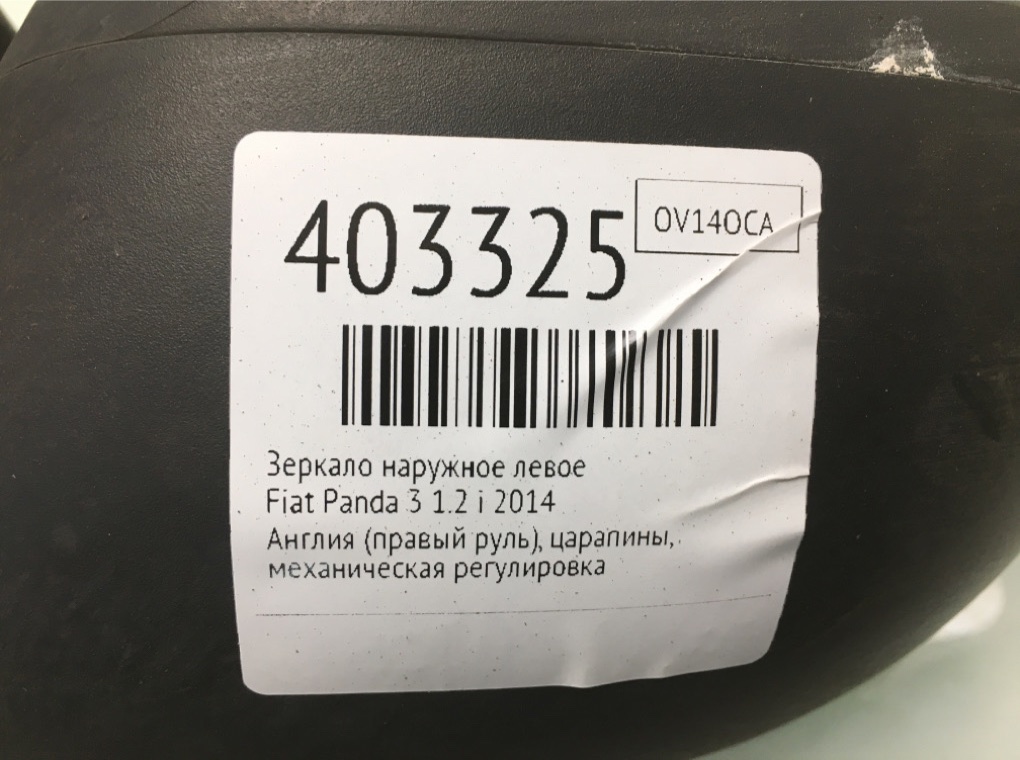 403325
OV14OCA
Зеркало наружное левое
Fiat Panda 3 1.2 i 2014
Англия (правый руль), царапины,
механическая регулировка